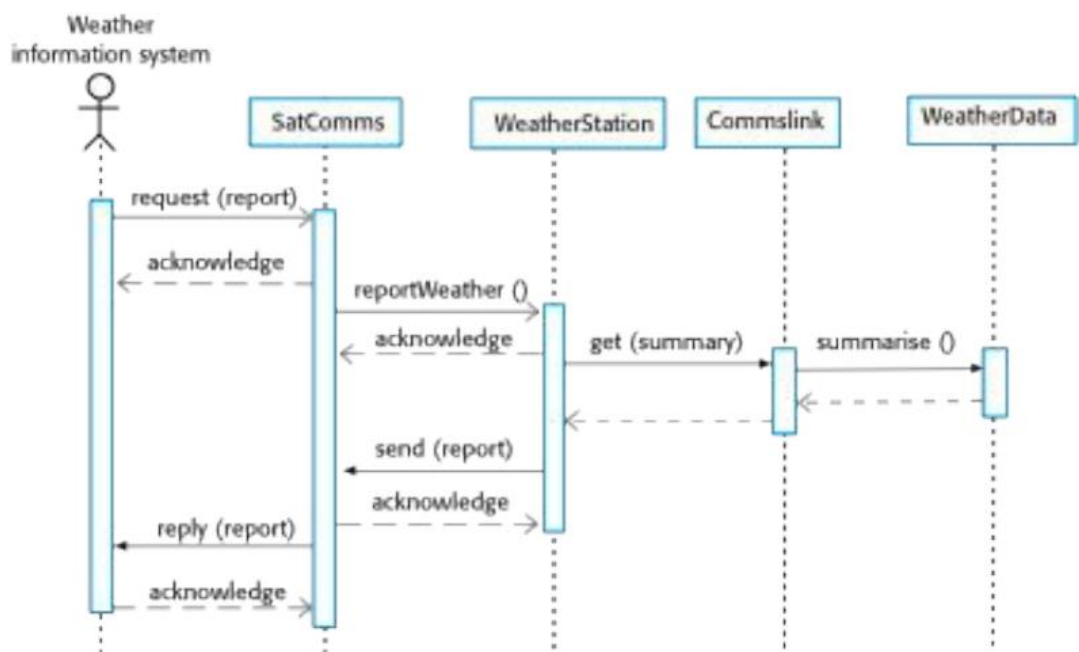 Weather
information system
SatComms
WeatherStation
Commslink
WeatherData
request (report)
acknowledge
reportWeather ()
acknowledge
get (summary)
summarise ()
send (report)
acknowledge
reply (report)
acknowledge